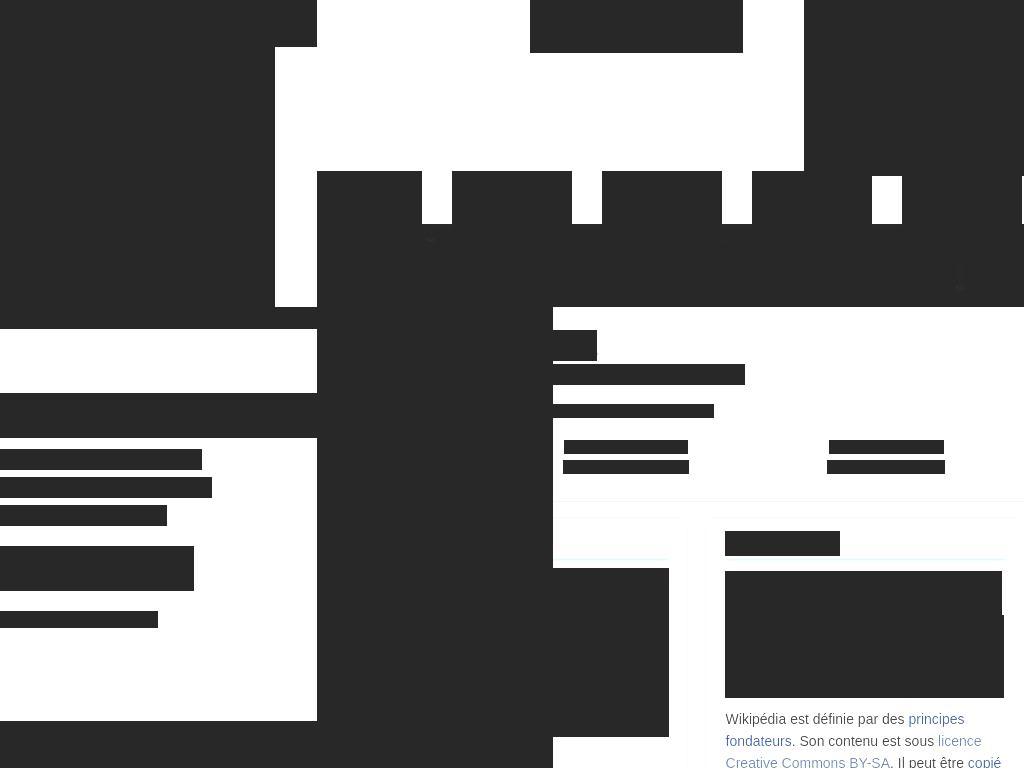 Wikipédia est définie par des principes
fondateurs. Son contenu est sous licence
Creative Commons BY-SA. Il peut être copié